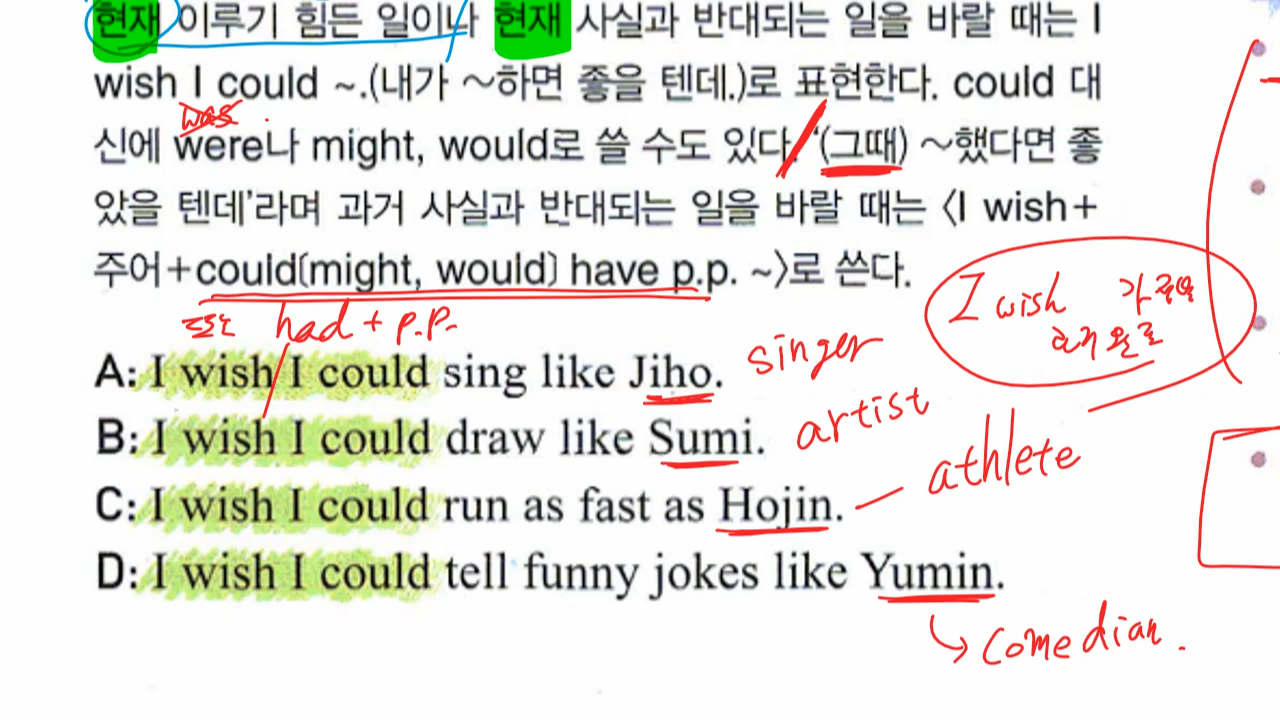 현재 이루기 힘든 일이나 현재 사실과 반대되는 일을 바랄 때는 I
wish I could ~.(내가 ~하면 좋을 텐데.)로 표현한다. could 대
was
신에 were나 might, would로 쓸 수도 있다. '(그때) ~했다면 좋
았을 텐데'라며 과거 사실과 반대되는 일을 바랄 때는 〈I wish+
주어+could(might, would) have p.p. ~〉로 쓴다.
또는 had + p.p.
I wish 가정법
A: I wish I could sing like Jiho. singer
B: I wish I could draw like Sumi. artist
C: I wish I could run as fast as Hojin. athlete
D: I wish I could tell funny jokes like Yumin.
comedian.